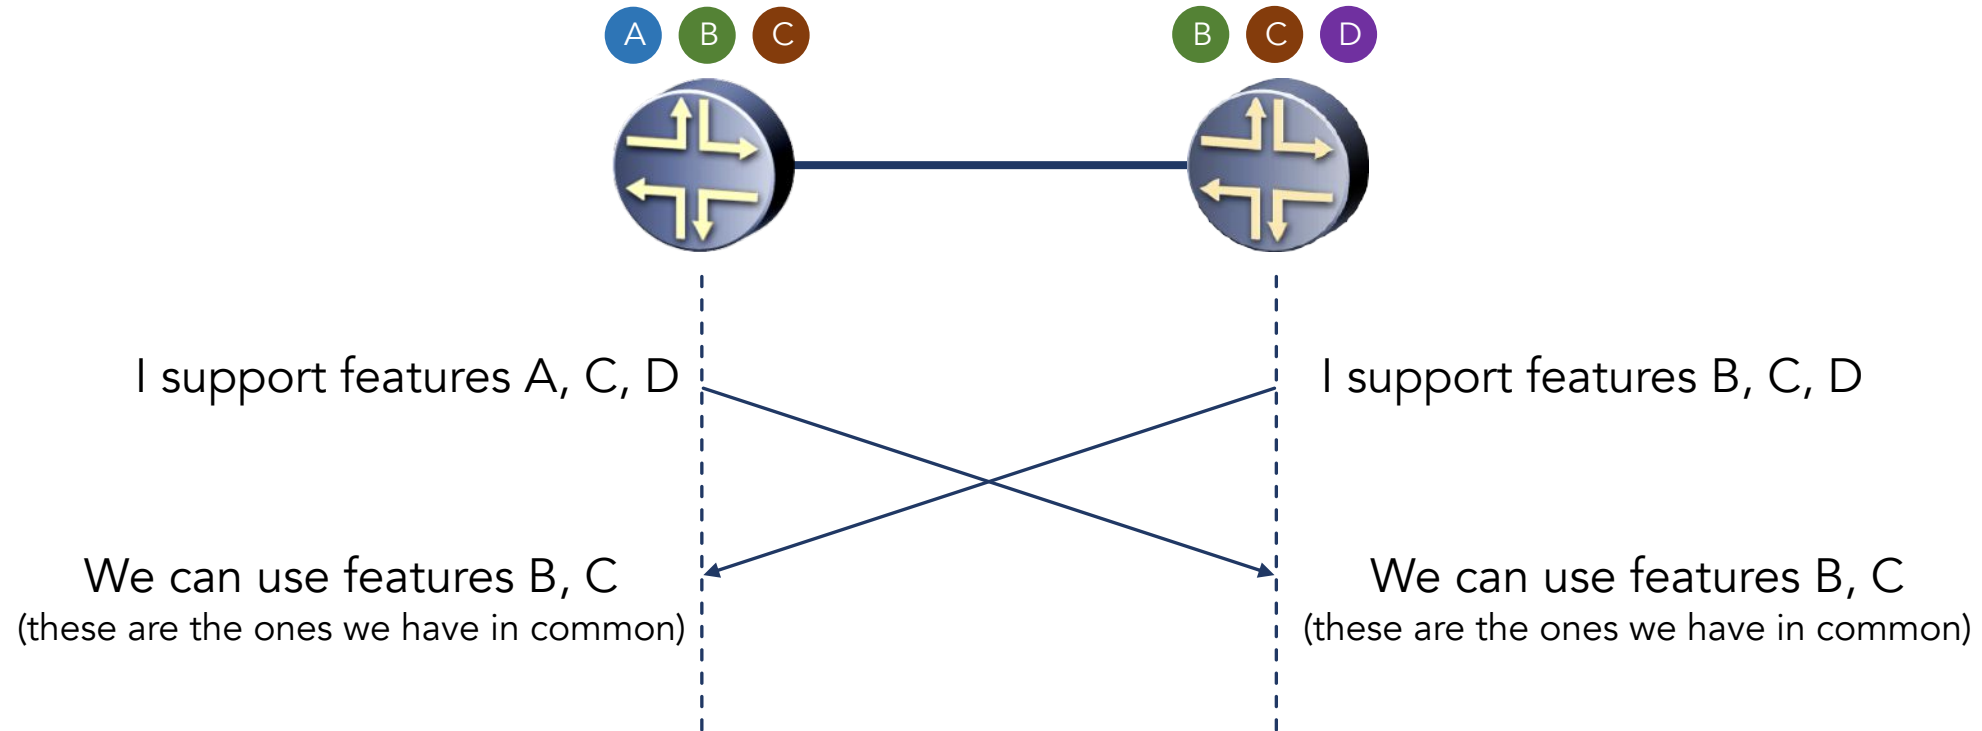 A B C
B C D
I support features A, C, D
I support features B, C, D
We can use features B, C
(these are the ones we have in common)
We can use features B, C
(these are the ones we have in common)